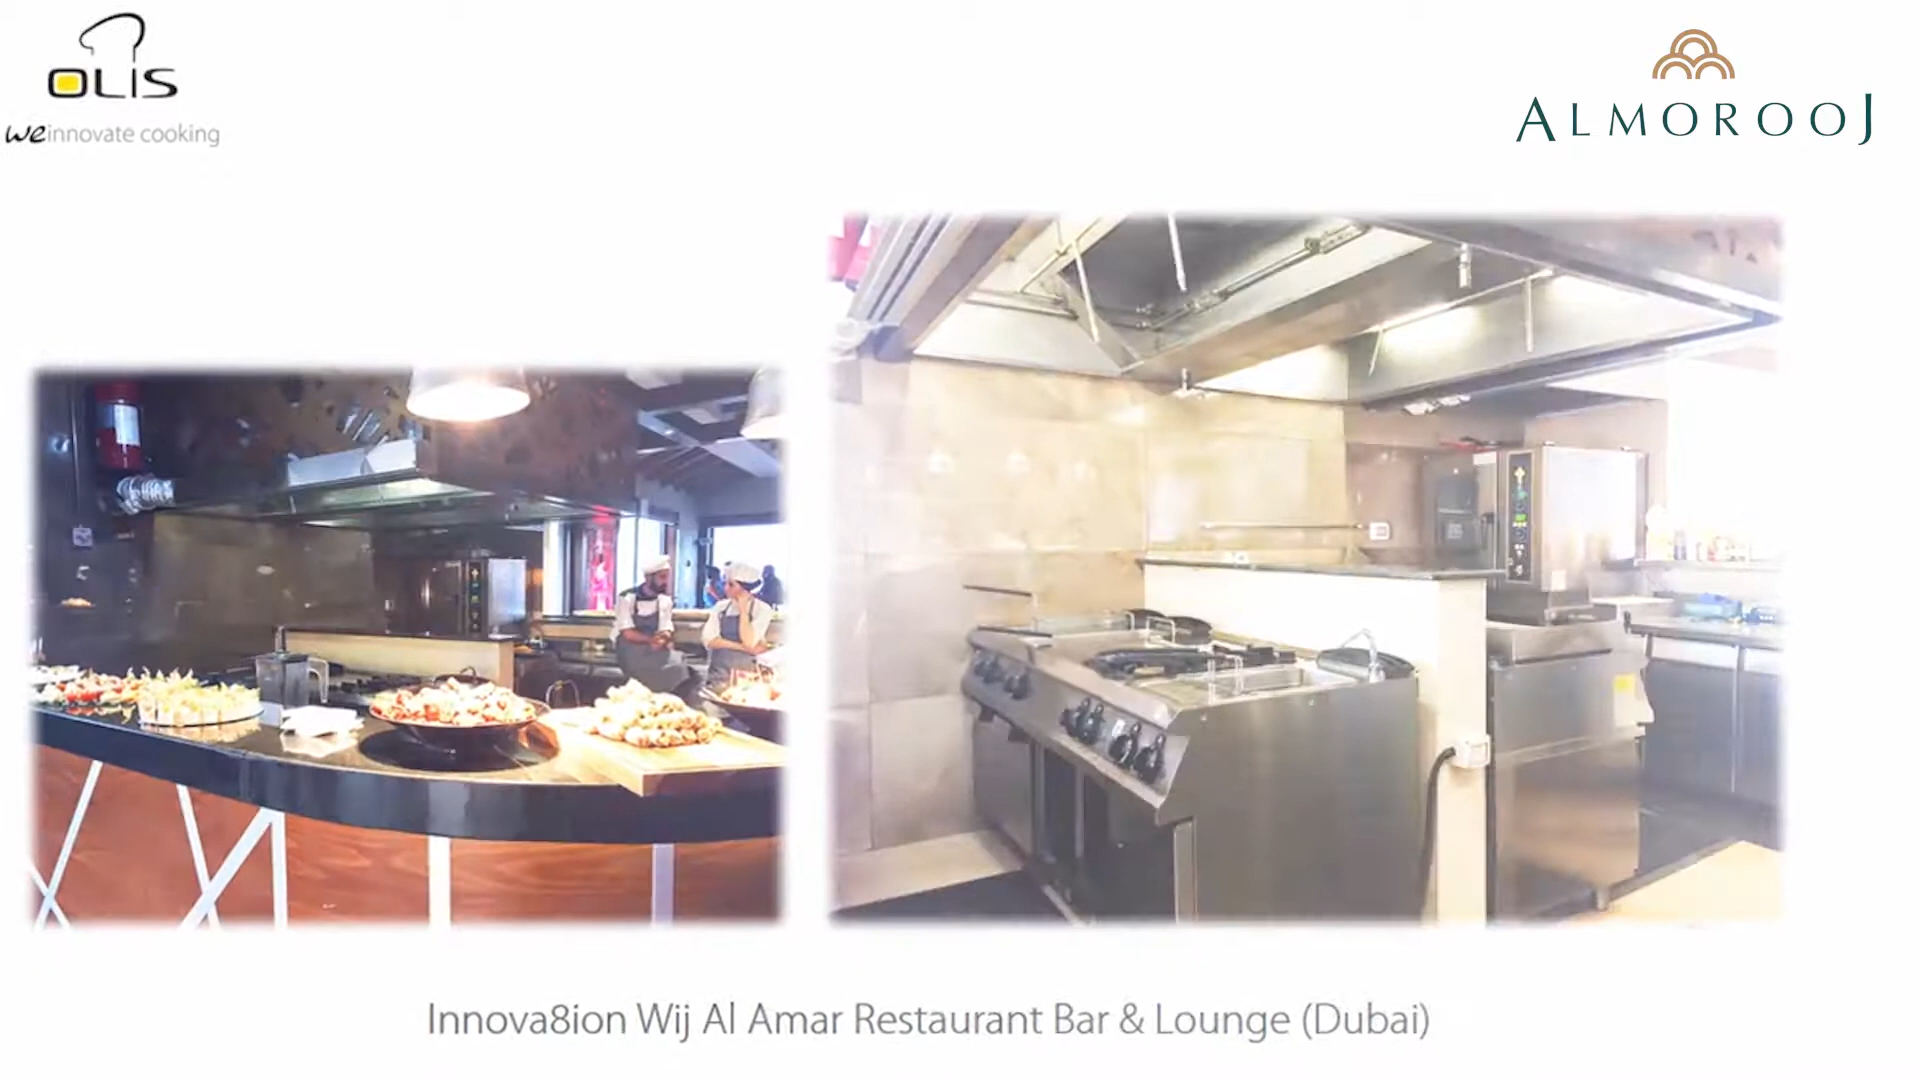 OLIS
weinnovate cooking
ALMOROOJ
Innova8ion Wij Al Amar Restaurant Bar & Lounge (Dubai)